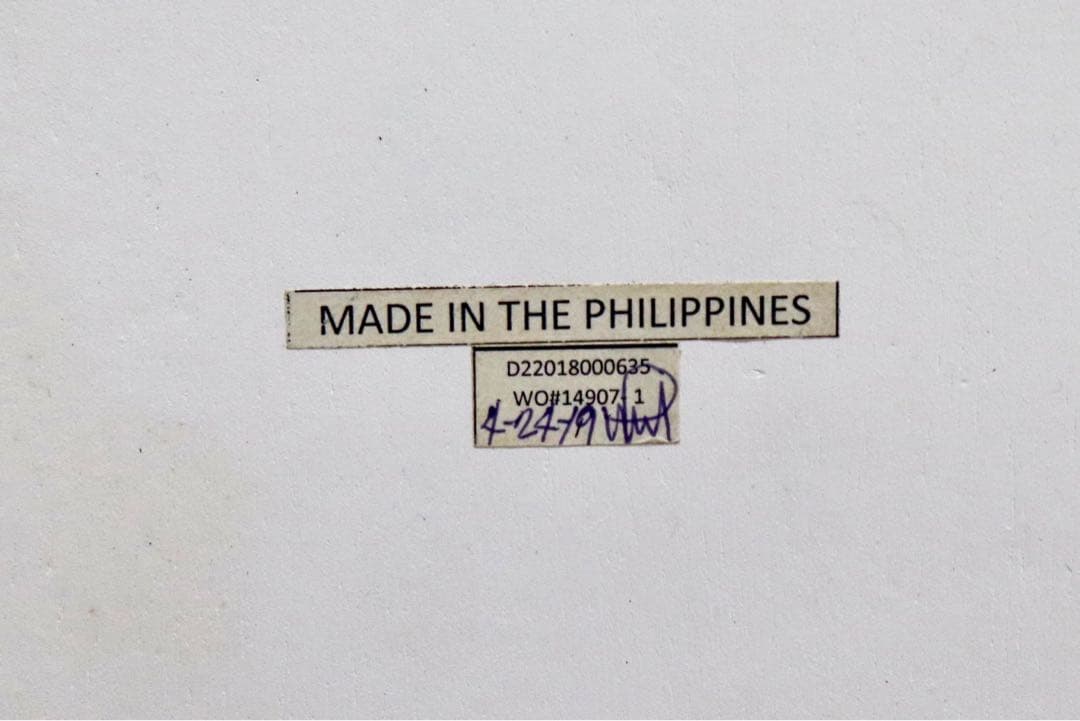 MADE IN THE PHILIPPINES
D22018000635
WO#14907-1
4-24-19